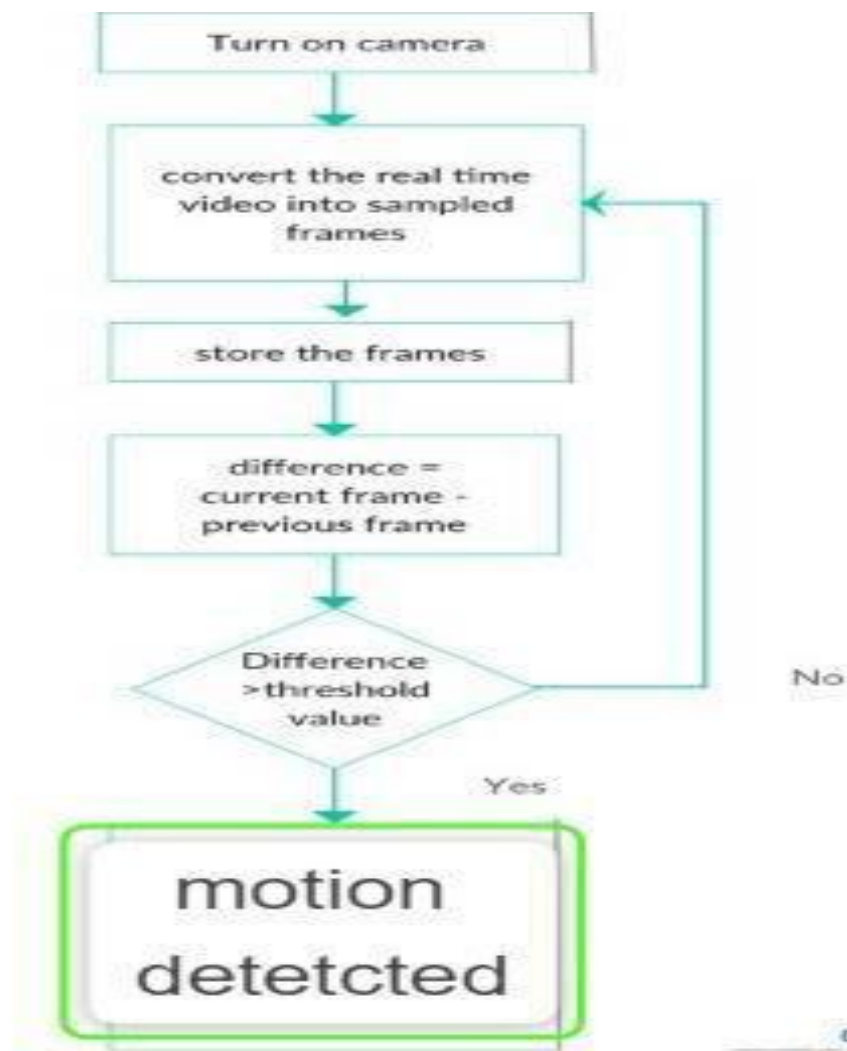 Turn on camera
convert the real time
video into sampled
frames
store the frames
difference =
current frame -
previous frame
Difference
>threshold
value
No
Yes
motion
detetcted